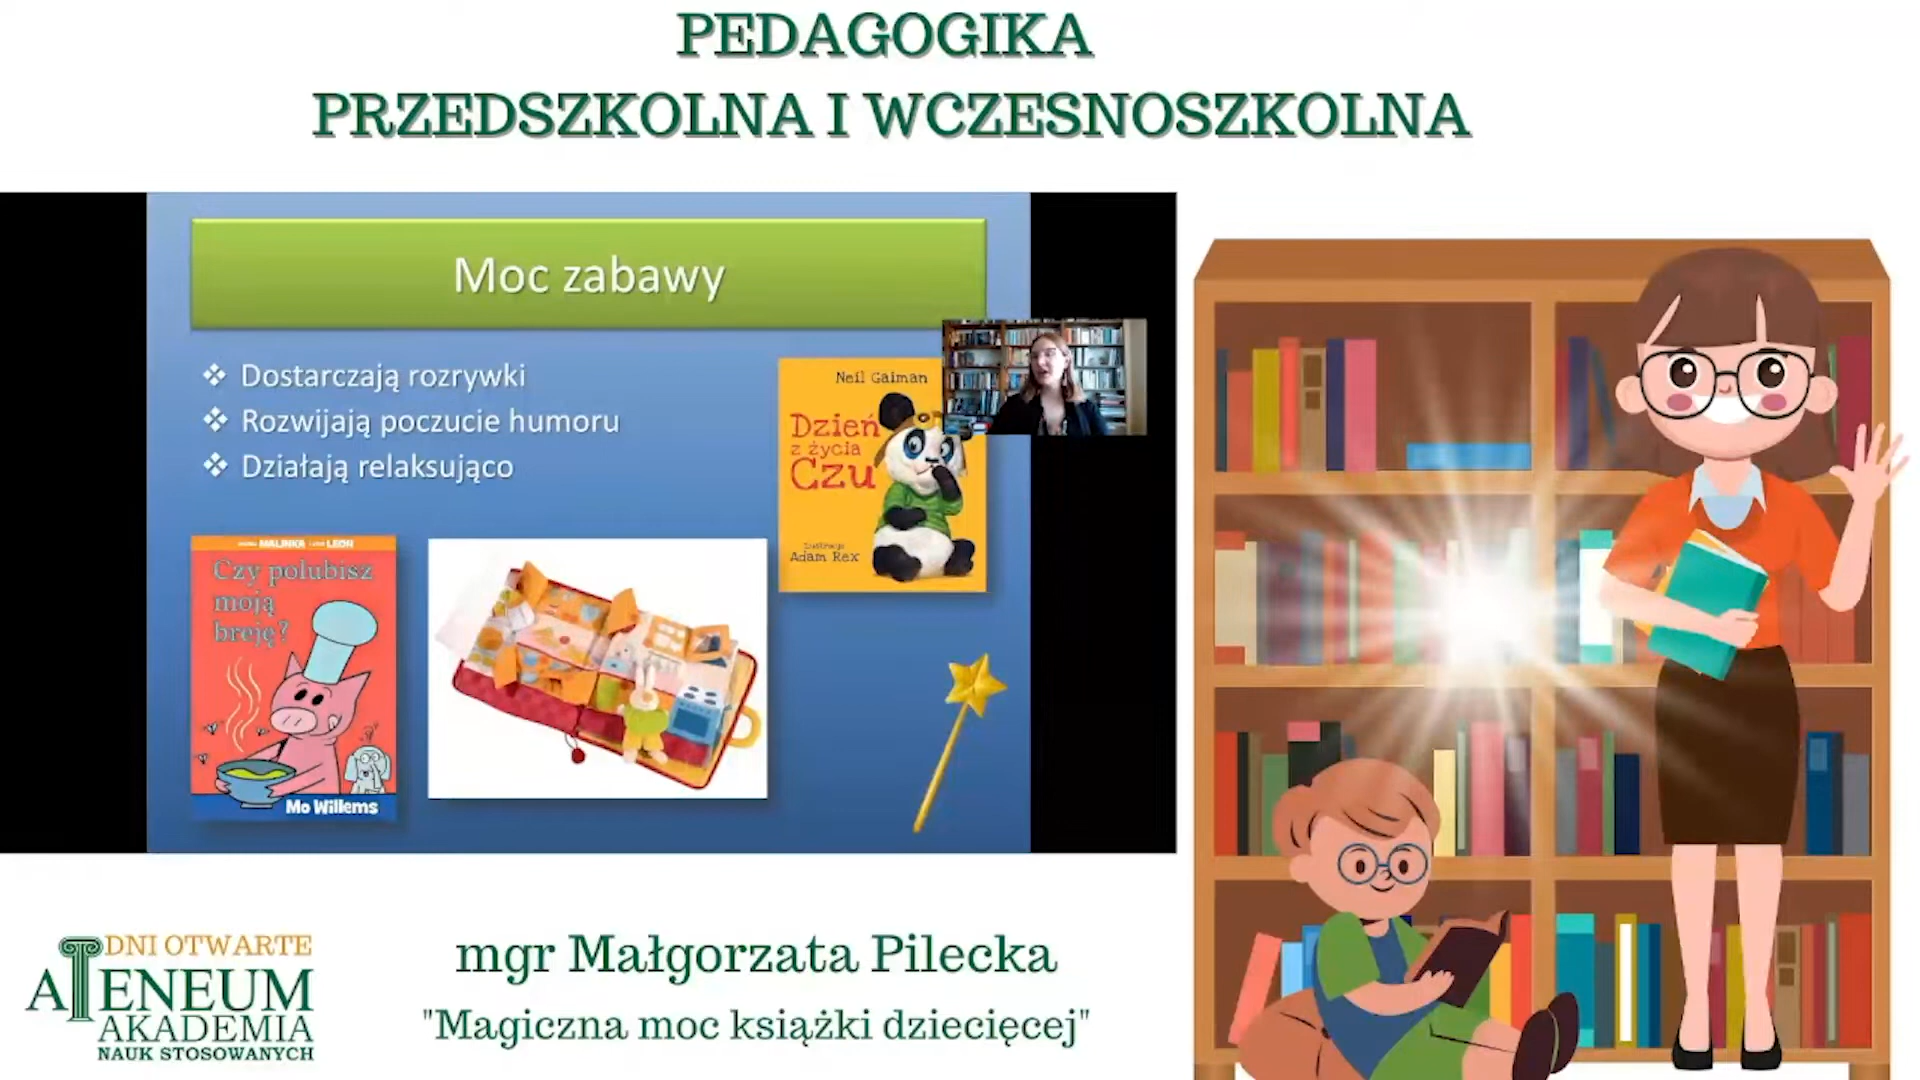 PEDAGOGIKA
PRZEDSZKOLNA I WCZESNOSZKOLNA
Moc zabawy
Dostarczają rozrywki
Rozwijają poczucie humoru
Działają relaksująco
Neil Gaiman
Dzień
z życia
Czu
Ilustracje
Adam Rex
MALINKA LEON
Czy polubisz
moją
breję?
Mo Willems
DNI OTWARTE
ATENEUM
AKADEMIA
NAUK STOSOWANYCH
mgr Małgorzata Pilecka
"Magiczna moc książki dziecięcej"